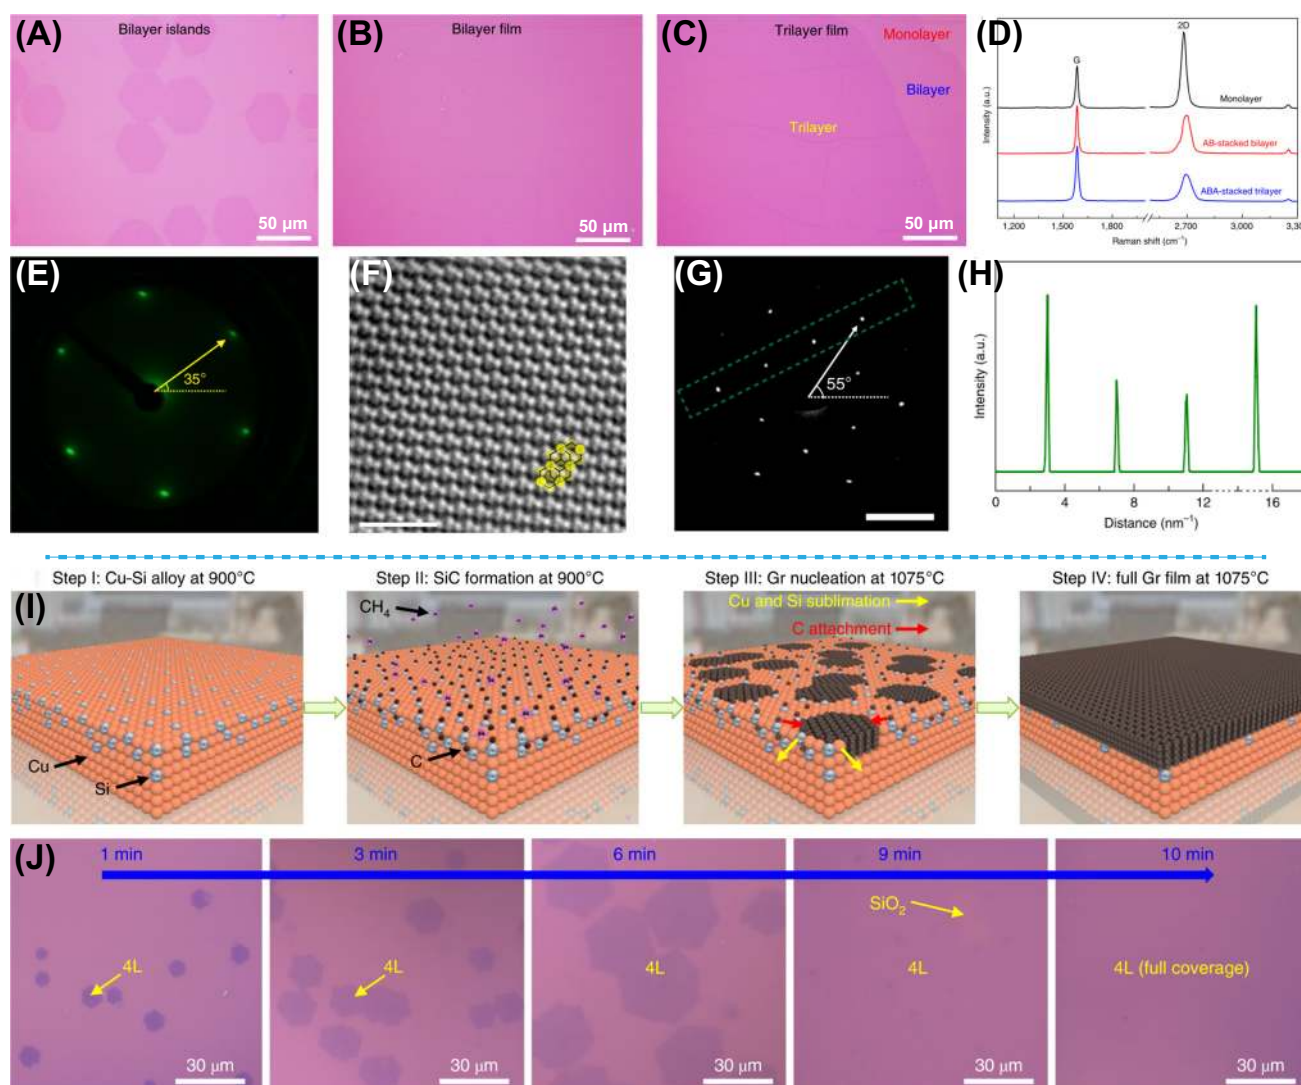 (A)
Bilayer islands
50 µm
(B)
Bilayer film
50 µm
(C)
Trilayer film
Monolayer
Bilayer
Trilayer
50 µm
(D)
2D
G
Monolayer
AB-stacked bilayer
ABA-stacked trilayer
Intensity (a.u.)
1,200 1,500 1,800 2,700 3,000 3,30
Raman shift (cm⁻¹)
(E)
35°
(F)
(G)
55°
(H)
Intensity (a.u.)
0 4 8 12 16
Distance (nm⁻¹)
Step I: Cu-Si alloy at 900°C
Step II: SiC formation at 900°C
Step III: Gr nucleation at 1075°C
Step IV: full Gr film at 1075°C
(I)
Cu
Si
CH₄
C
Cu and Si sublimation
C attachment
(J)
1 min
3 min
6 min
9 min
10 min
4L
4L
4L
SiO₂
4L
4L (full coverage)
30 µm
30 µm
30 µm
30 µm
30 µm